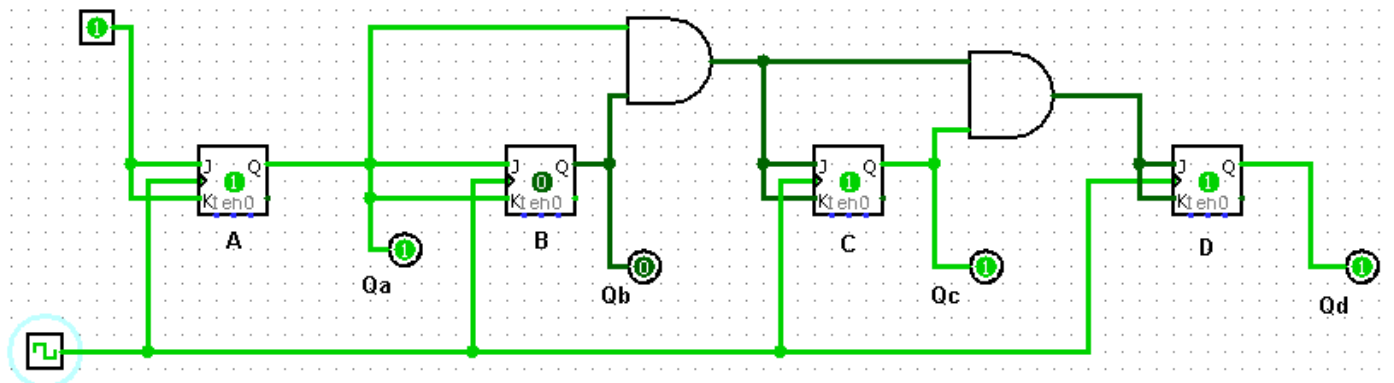 1
J Q J Q J Q J Q
1 0 1 1
K en 0 K en 0 K en 0 K en 0
A B C D
1
0 1 1
Qa Qb Qc Qd